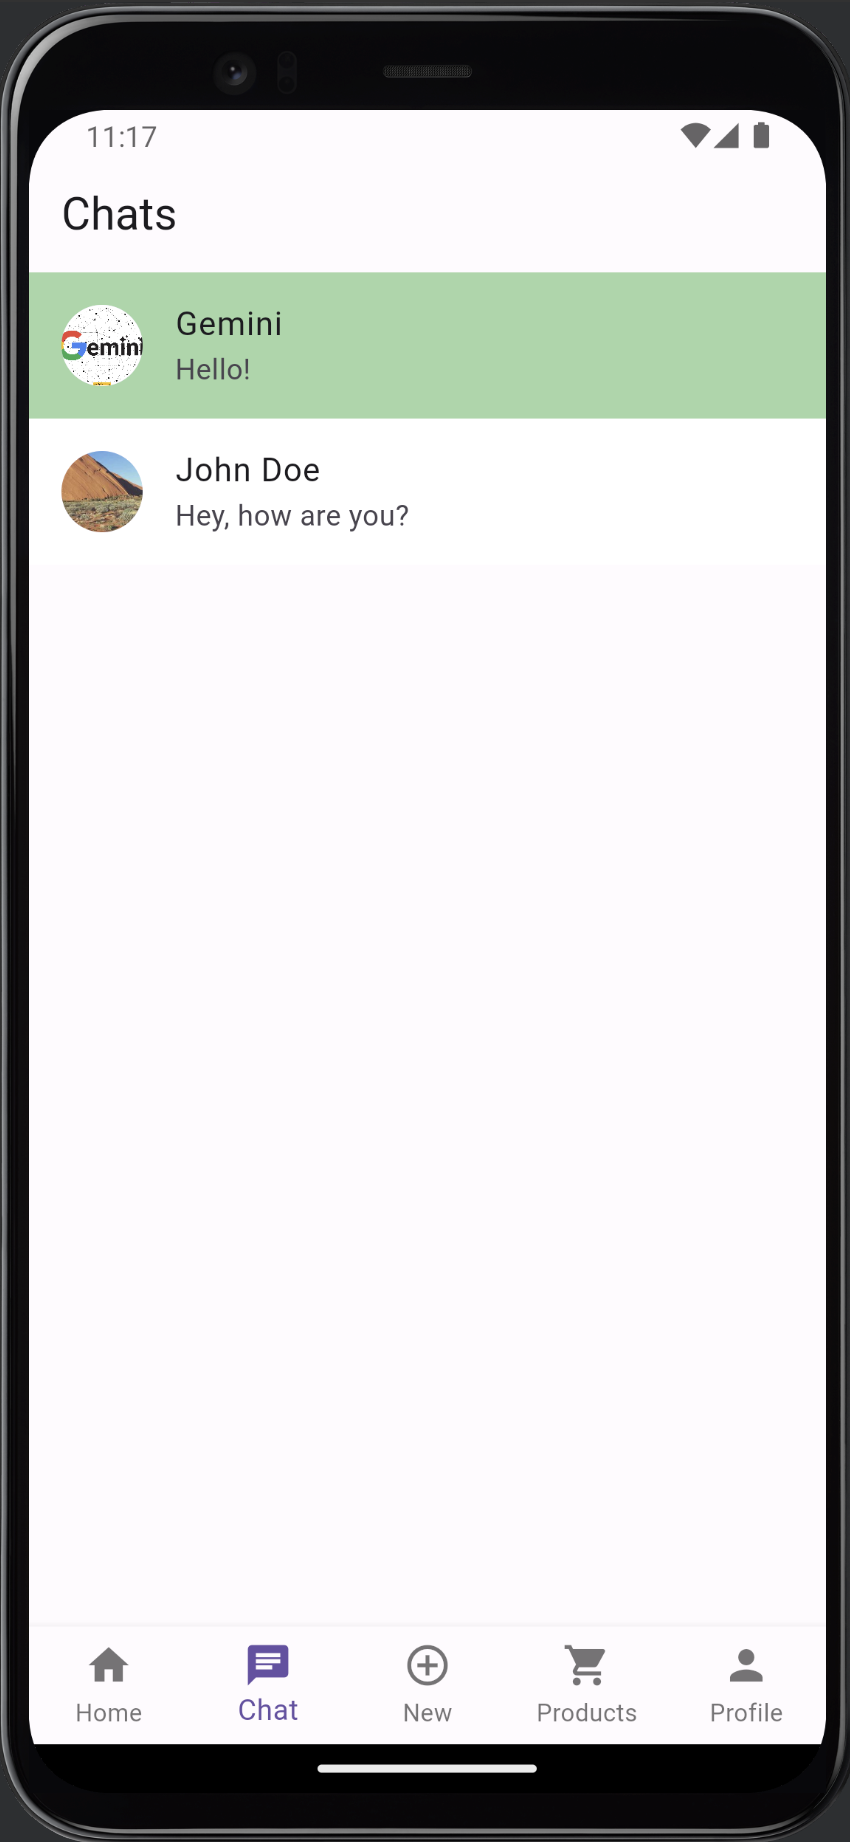 11:17
Chats
Gemini
Gemini
Hello!
John Doe
Hey, how are you?
Home
Chat
New
Products
Profile